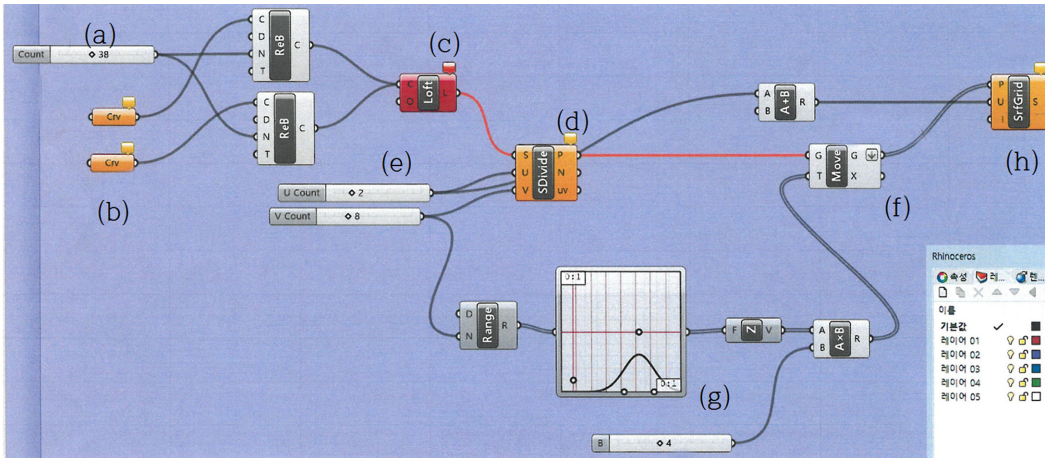 (a)
Count 38
C
D
N
T
ReB
C
C
D
N
T
ReB
C
Crv
Crv
(b)
(c)
C
O
Loft
L
(d)
S
U
V
SDivide
P
N
UV
(e)
U Count 2
V Count 8
A
B
A+B
R
P
U
I
SrfGrid
S
(h)
G
T
Move
G
X
(f)
D
N
Range
R
0:1
0:1
(g)
F
Z
V
A
B
A×B
R
B 4
Rhinoceros
속성 레... 렌...
이름
기본값
레이어 01
레이어 02
레이어 03
레이어 04
레이어 05